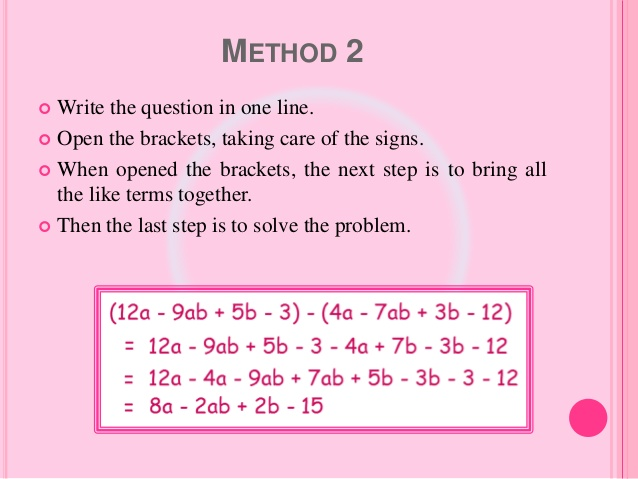 METHOD 2
Write the question in one line.
Open the brackets, taking care of the signs.
When opened the brackets, the next step is to bring all
the like terms together.
Then the last step is to solve the problem.
(12a - 9ab + 5b - 3) - (4a - 7ab + 3b - 12)
= 12a - 9ab + 5b - 3 - 4a + 7b - 3b - 12
= 12a - 4a - 9ab + 7ab + 5b - 3b - 3 - 12
= 8a - 2ab + 2b - 15